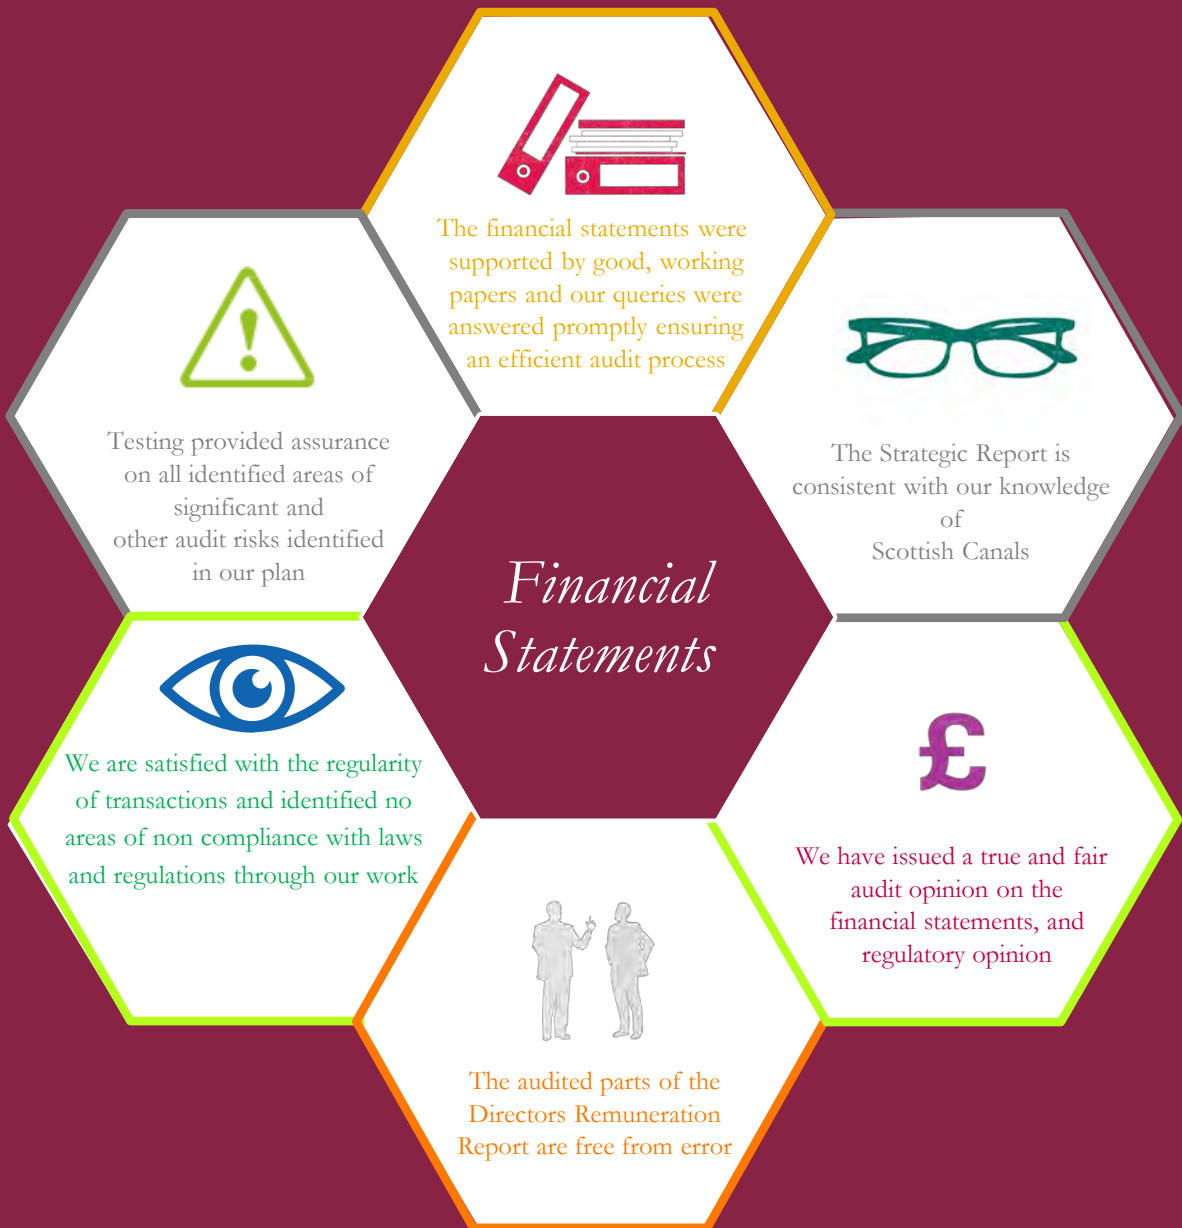 The financial statements were
supported by good, working
papers and our queries were
answered promptly ensuring
an efficient audit process
Testing provided assurance
on all identified areas of
significant and
other audit risks identified
in our plan
The Strategic Report is
consistent with our knowledge
of
Scottish Canals
Financial
Statements
We are satisfied with the regularity
of transactions and identified no
areas of non compliance with laws
and regulations through our work
£
We have issued a true and fair
audit opinion on the
financial statements, and
regulatory opinion
The audited parts of the
Directors Remuneration
Report are free from error